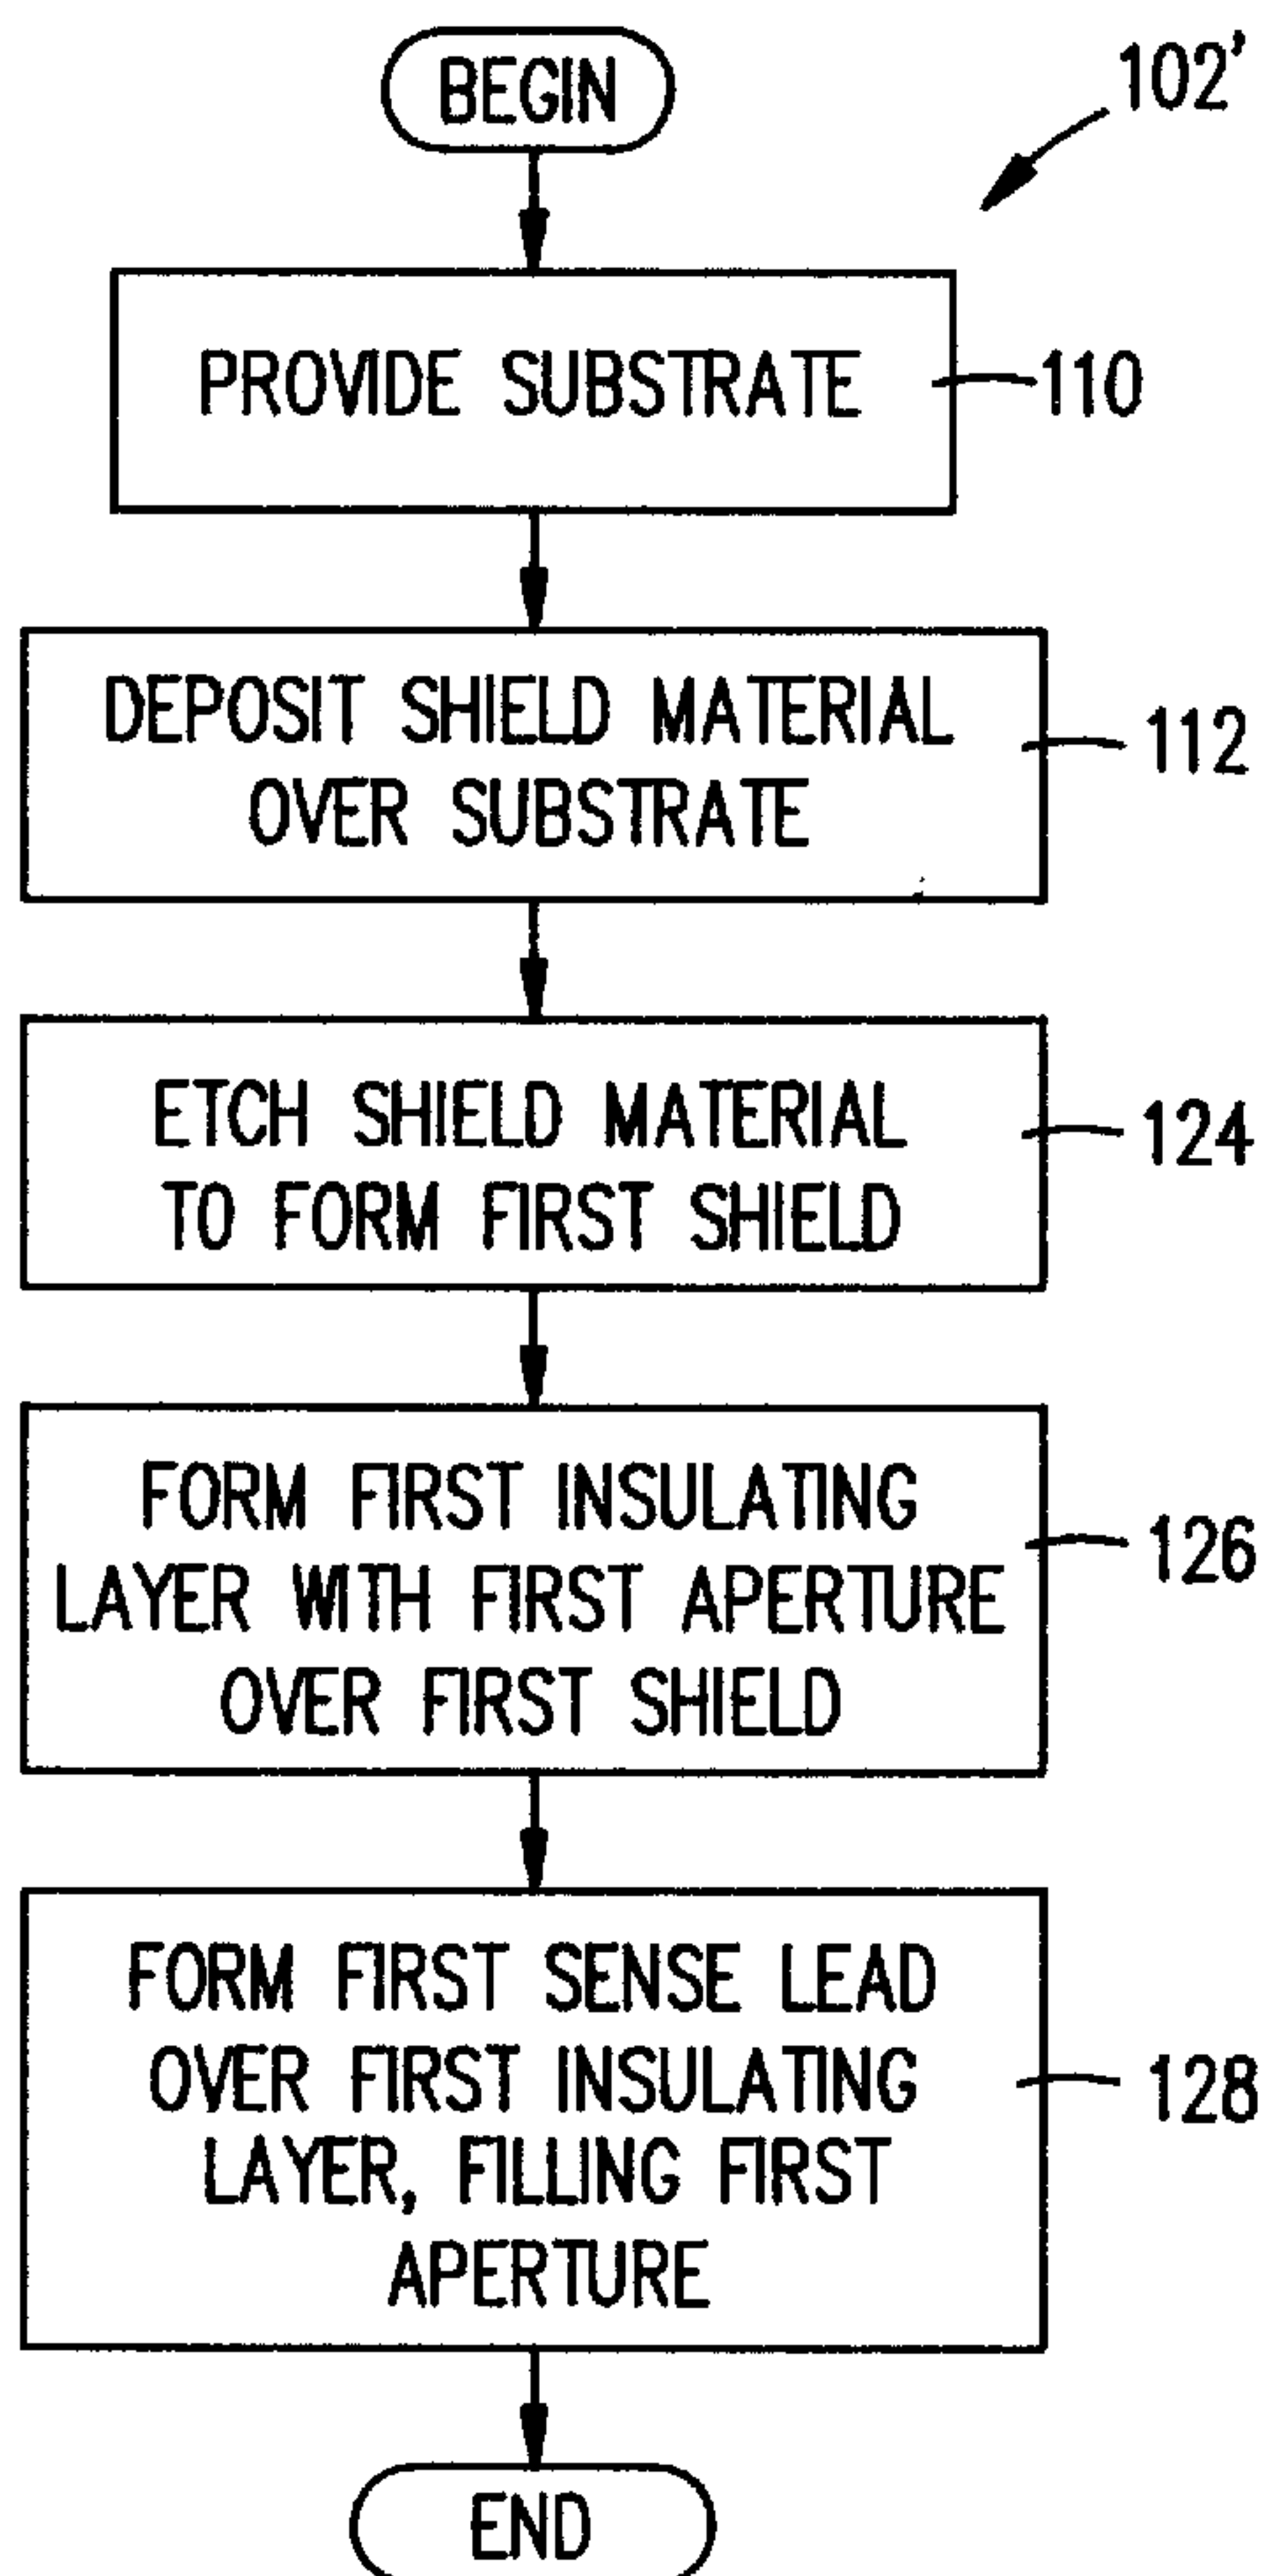 BEGIN
102'
PROVIDE SUBSTRATE
110
DEPOSIT SHIELD MATERIAL
OVER SUBSTRATE
112
ETCH SHIELD MATERIAL
TO FORM FIRST SHIELD
124
FORM FIRST INSULATING
LAYER WITH FIRST APERTURE
OVER FIRST SHIELD
126
FORM FIRST SENSE LEAD
OVER FIRST INSULATING
LAYER, FILLING FIRST
APERTURE
128
END